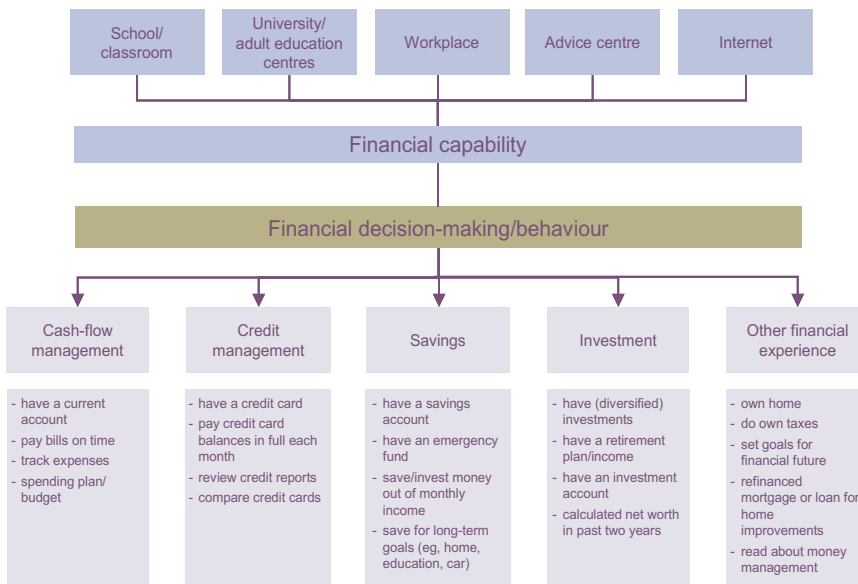 School/
classroom
University/
adult education
centres
Workplace
Advice centre
Internet
Financial capability
Financial decision-making/behaviour
Cash-flow
management
Credit
management
Savings
Investment
Other financial
experience
- have a current
account
- pay bills on time
- track expenses
- spending plan/
budget
- have a credit card
- pay credit card
balances in full each
month
- review credit reports
- compare credit cards
- have a savings
account
- have an emergency
fund
- save/invest money
out of monthly
income
- save for long-term
goals (eg, home,
education, car)
- have (diversified)
investments
- have a retirement
plan/income
- have an investment
account
- calculated net worth
in past two years
- own home
- do own taxes
- set goals for
financial future
- refinanced
mortgage or loan for
home
improvements
- read about money
management